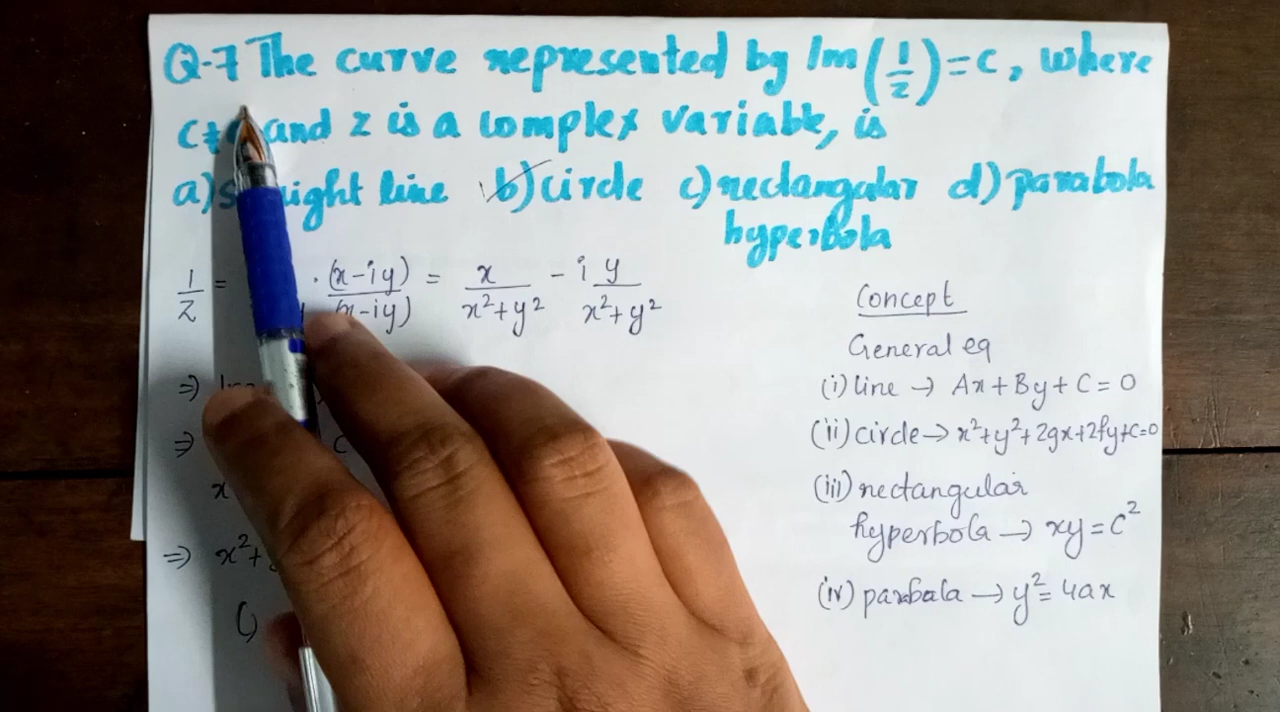 Q-7 The curve represented by Im(1/z)=c, where
c≠ and z is a complex variable, is
a) line b) circle c) rectangular d) parabola
hyperbola
1/z = · (x-iy)/(x-iy) = x/(x²+y²) - i y/(x²+y²)
Concept
General eq
(i) line → Ax + By + C = 0
(ii) circle → x²+y²+2gx+2fy+c=0
(iii) rectangular
hyperbola → xy = c²
(iv) parabala → y² = 4ax
⇒
⇒ C
x
⇒ x²+